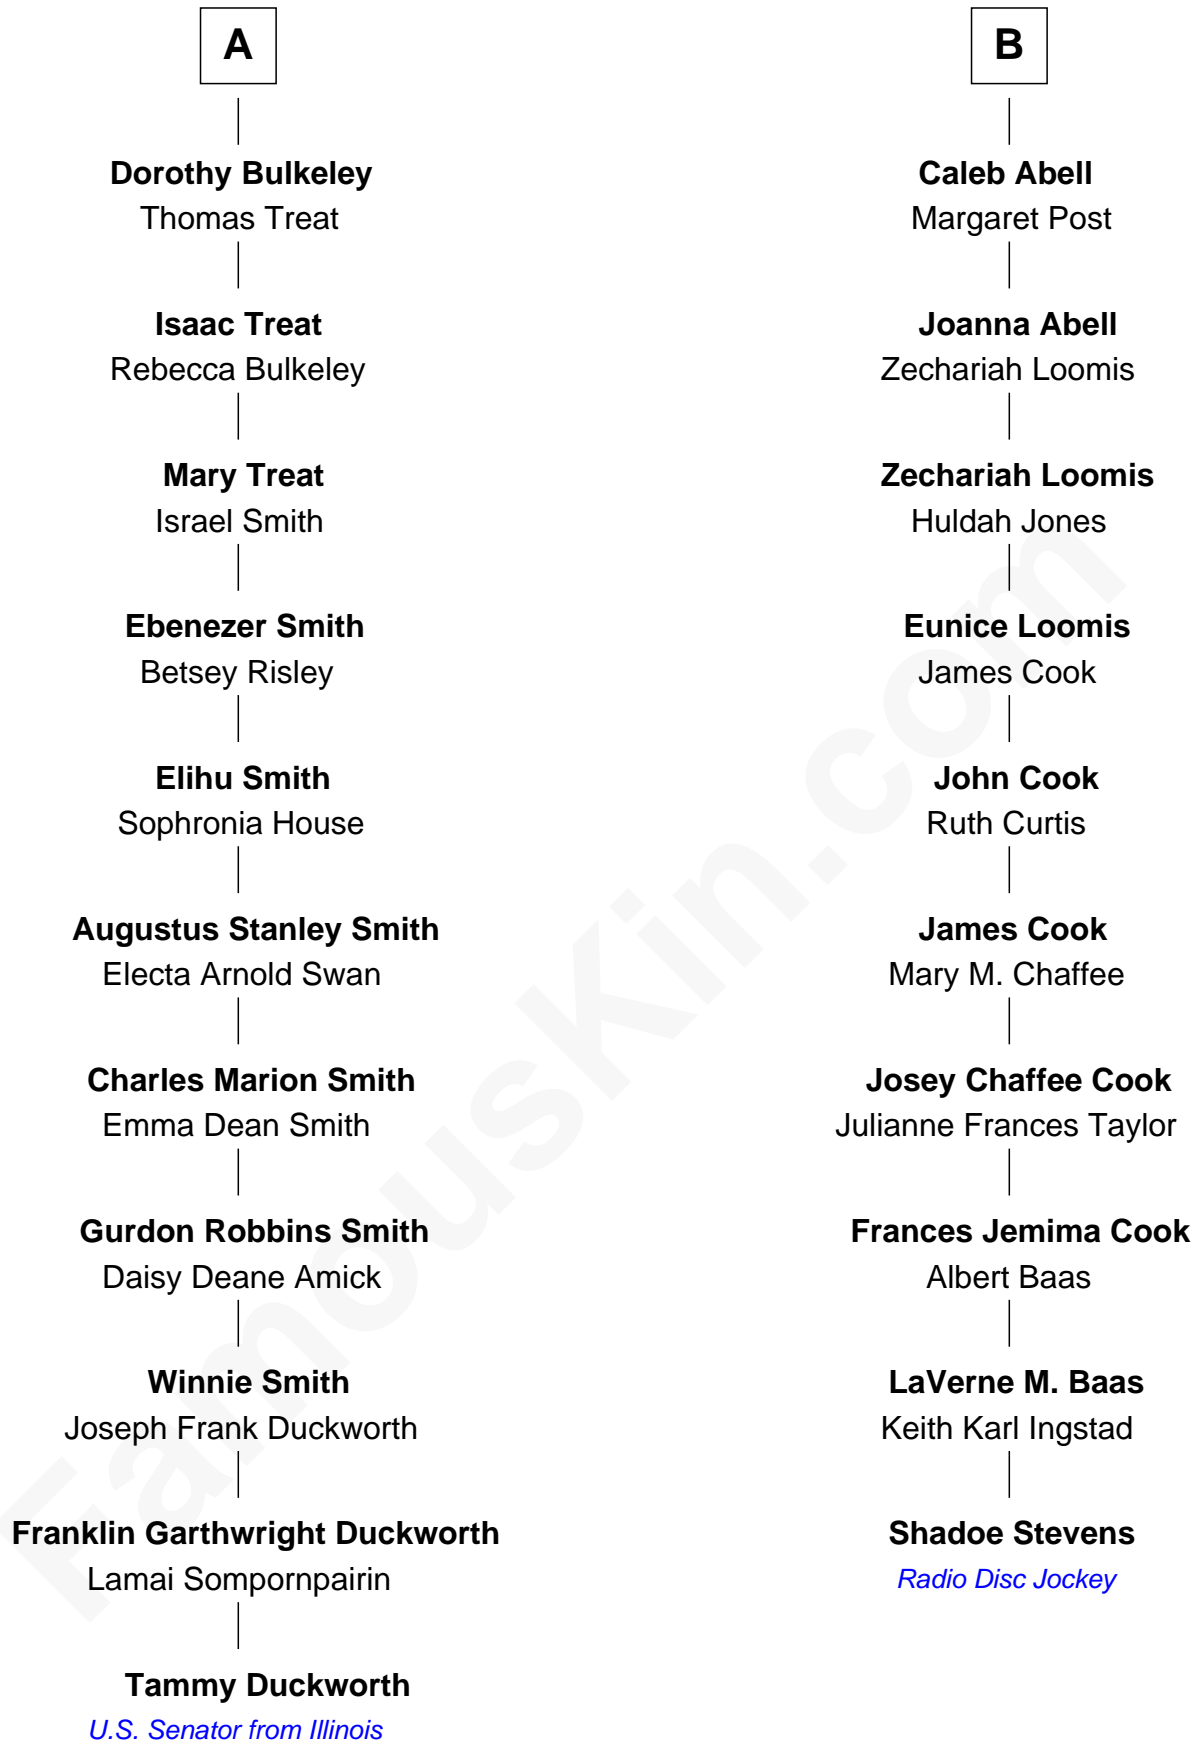 A
Dorothy Bulkeley
Thomas Treat
Isaac Treat
Rebecca Bulkeley
Mary Treat
Israel Smith
Ebenezer Smith
Betsey Risley
Elihu Smith
Sophronia House
Augustus Stanley Smith
Electa Arnold Swan
Charles Marion Smith
Emma Dean Smith
Gurdon Robbins Smith
Daisy Deane Amick
Winnie Smith
Joseph Frank Duckworth
Franklin Garthwright Duckworth
Lamai Sompornpairin
Tammy Duckworth
U.S. Senator from Illinois
B
Caleb Abell
Margaret Post
Joanna Abell
Zechariah Loomis
Zechariah Loomis
Huldah Jones
Eunice Loomis
James Cook
John Cook
Ruth Curtis
James Cook
Mary M. Chaffee
Josey Chaffee Cook
Julianne Frances Taylor
Frances Jemima Cook
Albert Baas
LaVerne M. Baas
Keith Karl Ingstad
Shadoe Stevens
Radio Disc Jockey
FamousKin.com